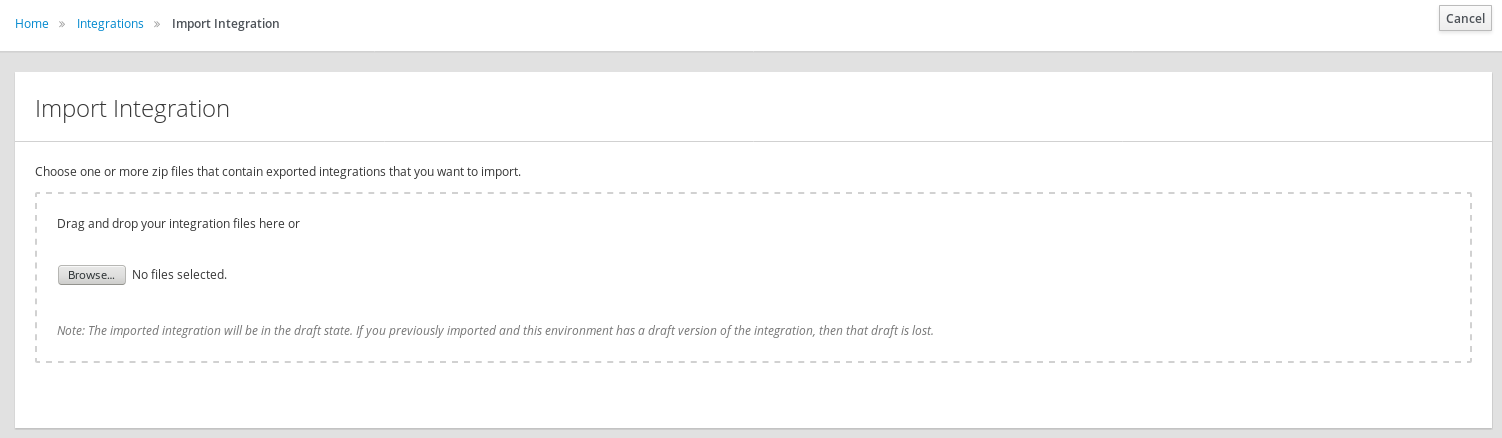 Home » Integrations » Import Integration
Cancel
Import Integration
Choose one or more zip files that contain exported integrations that you want to import.
Drag and drop your integration files here or
Browse... No files selected.
Note: The imported integration will be in the draft state. If you previously imported and this environment has a draft version of the integration, then that draft is lost.